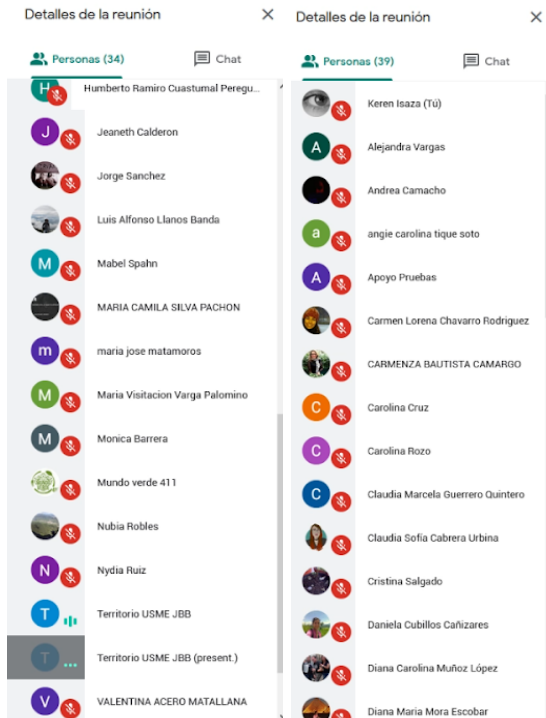 Detalles de la reunión
Personas (34)
Chat
H
Humberto Ramiro Cuastumal Peregu...
J
Jeaneth Calderon
Jorge Sanchez
Luis Alfonso Llanos Banda
M
Mabel Spahn
MARIA CAMILA SILVA PACHON
m
maria jose matamoros
M
Maria Visitacion Varga Palomino
M
Monica Barrera
Mundo verde 411
Nubia Robles
N
Nydia Ruiz
T
Territorio USME JBB
T
Territorio USME JBB (present.)
V
VALENTINA ACERO MATALLANA
Detalles de la reunión
Personas (39)
Chat
Keren Isaza (Tú)
A
Alejandra Vargas
Andrea Camacho
a
angie carolina tique soto
A
Apoyo Pruebas
Carmen Lorena Chavarro Rodriguez
CARMENZA BAUTISTA CAMARGO
C
Carolina Cruz
C
Carolina Rozo
C
Claudia Marcela Guerrero Quintero
Claudia Sofía Cabrera Urbina
Cristina Salgado
Daniela Cubillos Cañizares
Diana Carolina Muñoz López
Diana Maria Mora Escobar